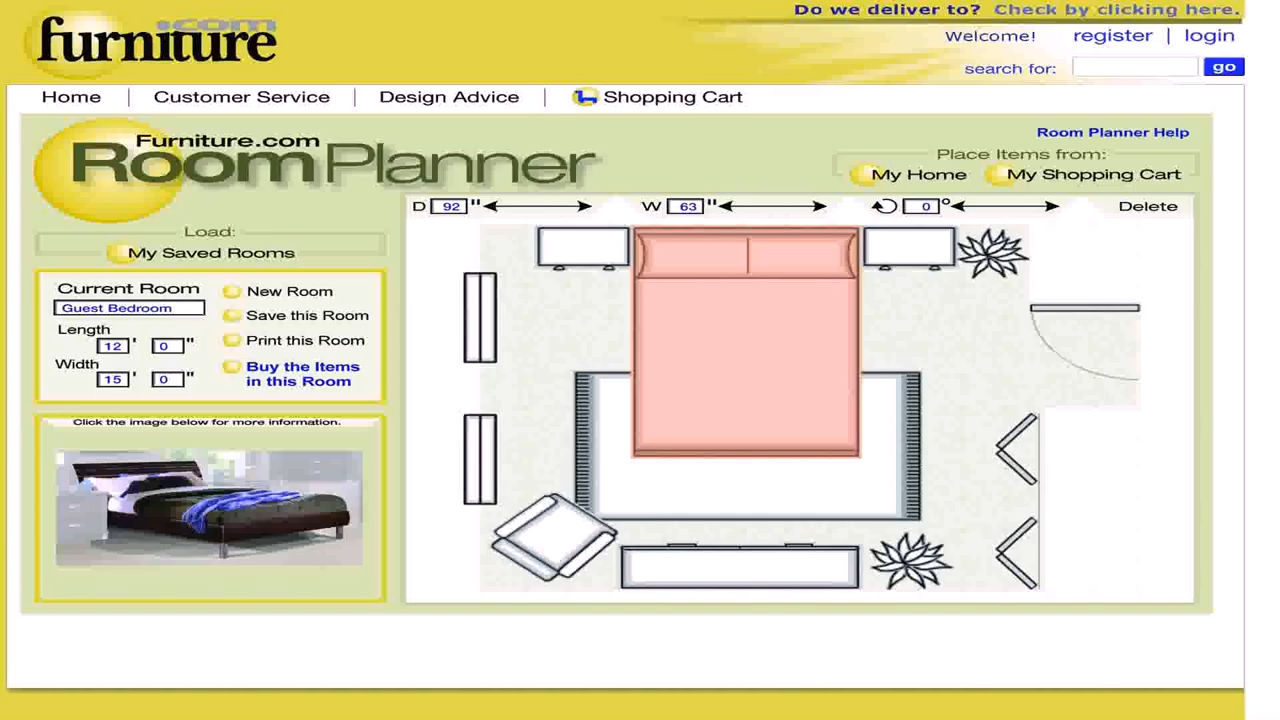 Do we deliver to? Check by clicking here.
.com
furniture
Welcome! register | login
search for: go
Home | Customer Service | Design Advice | Shopping Cart
Furniture.com
Room Planner
Room Planner Help
Place Items from:
My Home My Shopping Cart
D 92 " W 63 " 0 ° Delete
Load:
My Saved Rooms
Current Room
Guest Bedroom
Length
12 ' 0 "
Width
15 ' 0 "
New Room
Save this Room
Print this Room
Buy the Items
in this Room
Click the image below for more information.